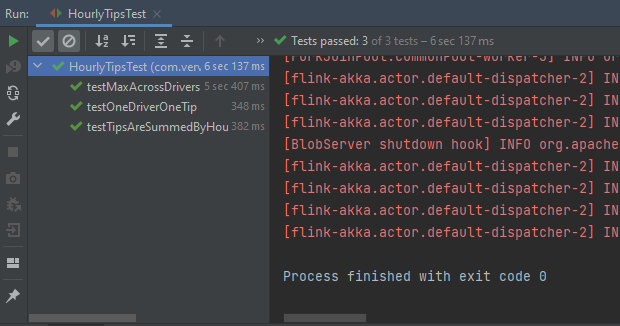 Run: HourlyTipsTest
Tests passed: 3 of 3 tests – 6 sec 137 ms
HourlyTipsTest (com.ver 6 sec 137 ms
testMaxAcrossDrivers 5 sec 407 ms
testOneDriverOneTip 348 ms
testTipsAreSummedByHou 382 ms
[ForkJoinPool.commonPool-worker-3] INFO or
[flink-akka.actor.default-dispatcher-2] IN
[flink-akka.actor.default-dispatcher-2] IN
[flink-akka.actor.default-dispatcher-2] IN
[BlobServer shutdown hook] INFO org.apache
[flink-akka.actor.default-dispatcher-2] IN
[flink-akka.actor.default-dispatcher-2] IN
[flink-akka.actor.default-dispatcher-2] IN
[flink-akka.actor.default-dispatcher-2] IN
Process finished with exit code 0